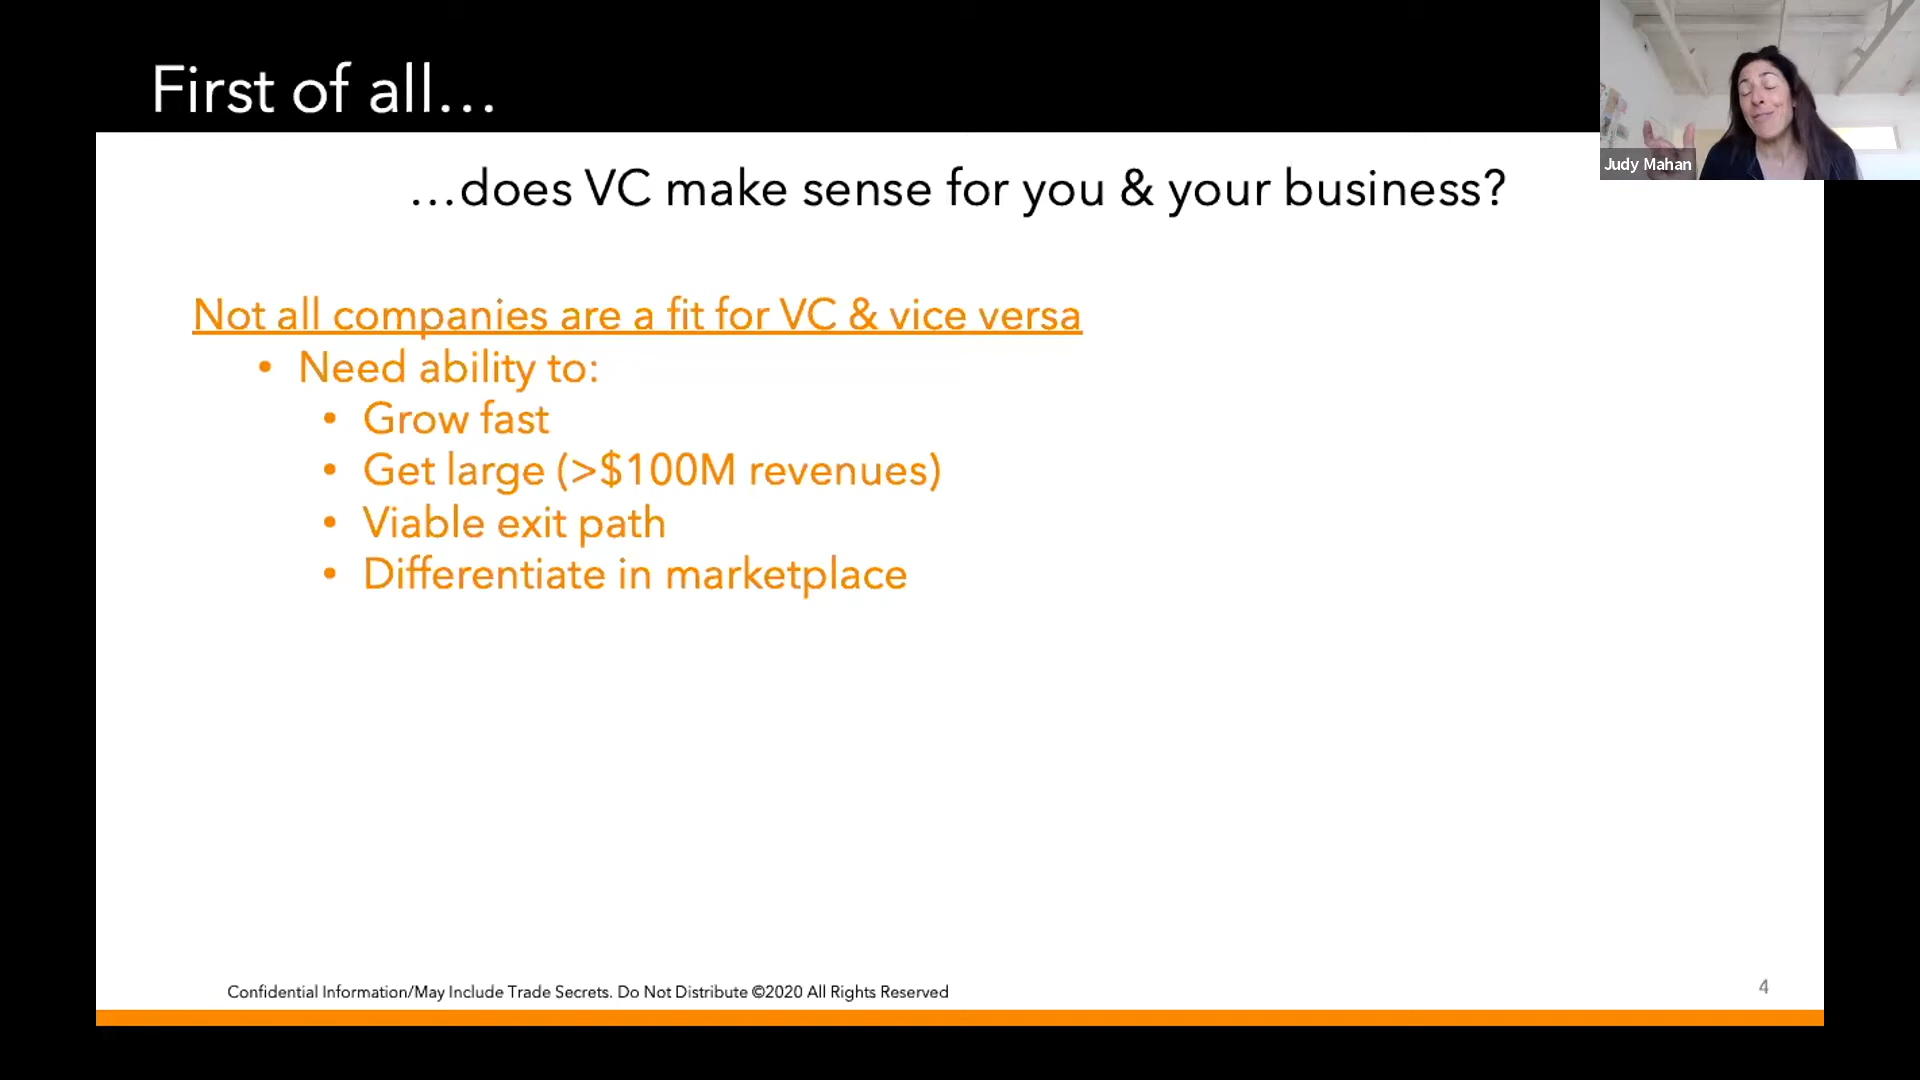 First of all…
Judy Mahan
…does VC make sense for you & your business?
Not all companies are a fit for VC & vice versa
• Need ability to:
• Grow fast
• Get large (>$100M revenues)
• Viable exit path
• Differentiate in marketplace
Confidential Information/May Include Trade Secrets. Do Not Distribute ©2020 All Rights Reserved
4